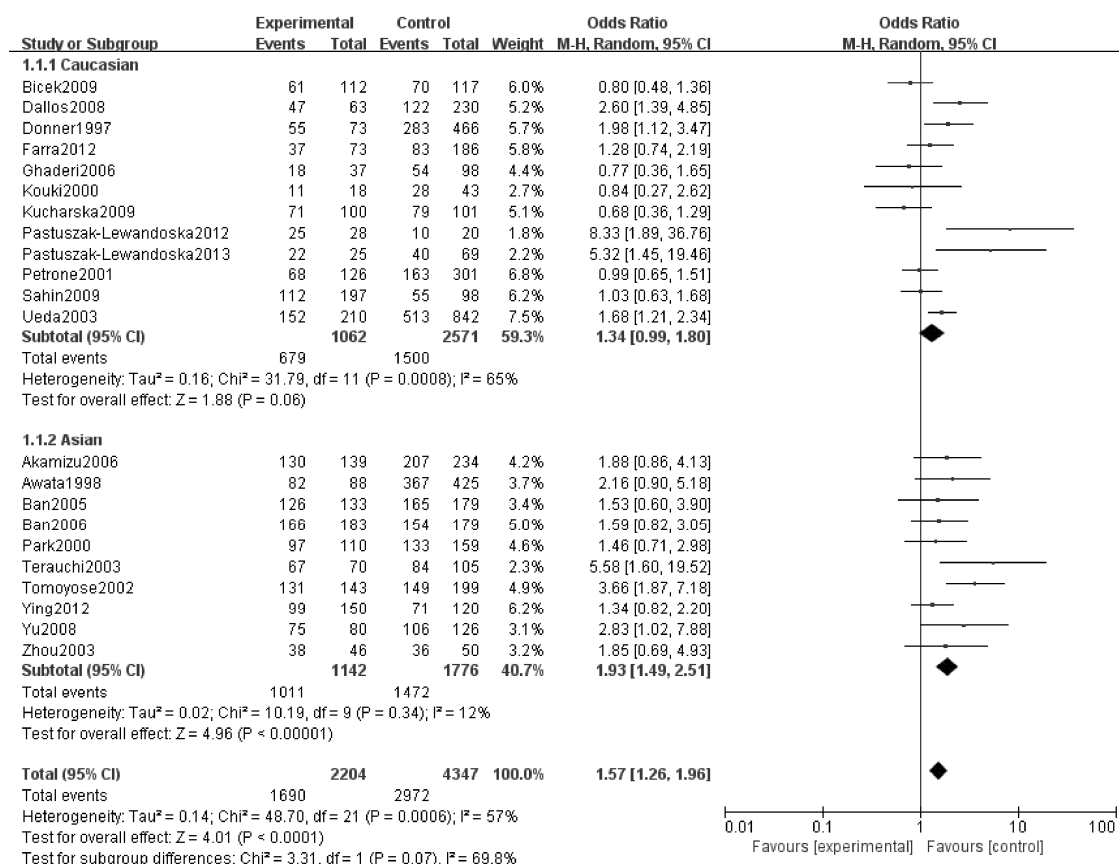 Experimental Control Odds Ratio Odds Ratio
Study or Subgroup Events Total Events Total Weight M-H, Random, 95% CI M-H, Random, 95% CI
1.1.1 Caucasian
Bicek2009 61 112 70 117 6.0% 0.80 [0.48, 1.36]
Dallos2008 47 63 122 230 5.2% 2.60 [1.39, 4.85]
Donner1997 55 73 283 466 5.7% 1.98 [1.12, 3.47]
Farra2012 37 73 83 186 5.8% 1.28 [0.74, 2.19]
Ghaderi2006 18 37 54 98 4.4% 0.77 [0.36, 1.65]
Kouki2000 11 18 28 43 2.7% 0.84 [0.27, 2.62]
Kucharska2009 71 100 79 101 5.1% 0.68 [0.36, 1.29]
Pastuszak-Lewandoska2012 25 28 10 20 1.8% 8.33 [1.89, 36.76]
Pastuszak-Lewandoska2013 22 25 40 69 2.2% 5.32 [1.45, 19.46]
Petrone2001 68 126 163 301 6.8% 0.99 [0.65, 1.51]
Sahin2009 112 197 55 98 6.2% 1.03 [0.63, 1.68]
Ueda2003 152 210 513 842 7.5% 1.68 [1.21, 2.34]
Subtotal (95% CI) 1062 2571 59.3% 1.34 [0.99, 1.80]
Total events 679 1500
Heterogeneity: Tau² = 0.16; Chi² = 31.79, df = 11 (P = 0.0008); I² = 65%
Test for overall effect: Z = 1.88 (P = 0.06)
1.1.2 Asian
Akamizu2006 130 139 207 234 4.2% 1.88 [0.86, 4.13]
Awata1998 82 88 367 425 3.7% 2.16 [0.90, 5.18]
Ban2005 126 133 165 179 3.4% 1.53 [0.60, 3.90]
Ban2006 166 183 154 179 5.0% 1.59 [0.82, 3.05]
Park2000 97 110 133 159 4.6% 1.46 [0.71, 2.98]
Terauchi2003 67 70 84 105 2.3% 5.58 [1.60, 19.52]
Tomoyose2002 131 143 149 199 4.9% 3.66 [1.87, 7.18]
Ying2012 99 150 71 120 6.2% 1.34 [0.82, 2.20]
Yu2008 75 80 106 126 3.1% 2.83 [1.02, 7.88]
Zhou2003 38 46 36 50 3.2% 1.85 [0.69, 4.93]
Subtotal (95% CI) 1142 1776 40.7% 1.93 [1.49, 2.51]
Total events 1011 1472
Heterogeneity: Tau² = 0.02; Chi² = 10.19, df = 9 (P = 0.34); I² = 12%
Test for overall effect: Z = 4.96 (P < 0.00001)
Total (95% CI) 2204 4347 100.0% 1.57 [1.26, 1.96]
Total events 1690 2972
Heterogeneity: Tau² = 0.14; Chi² = 48.70, df = 21 (P = 0.0006); I² = 57%
Test for overall effect: Z = 4.01 (P < 0.0001)
Test for subgroup differences: Chi² = 3.31, df = 1 (P = 0.07), I² = 69.8%
0.01 0.1 1 10 100
Favours [experimental] Favours [control]